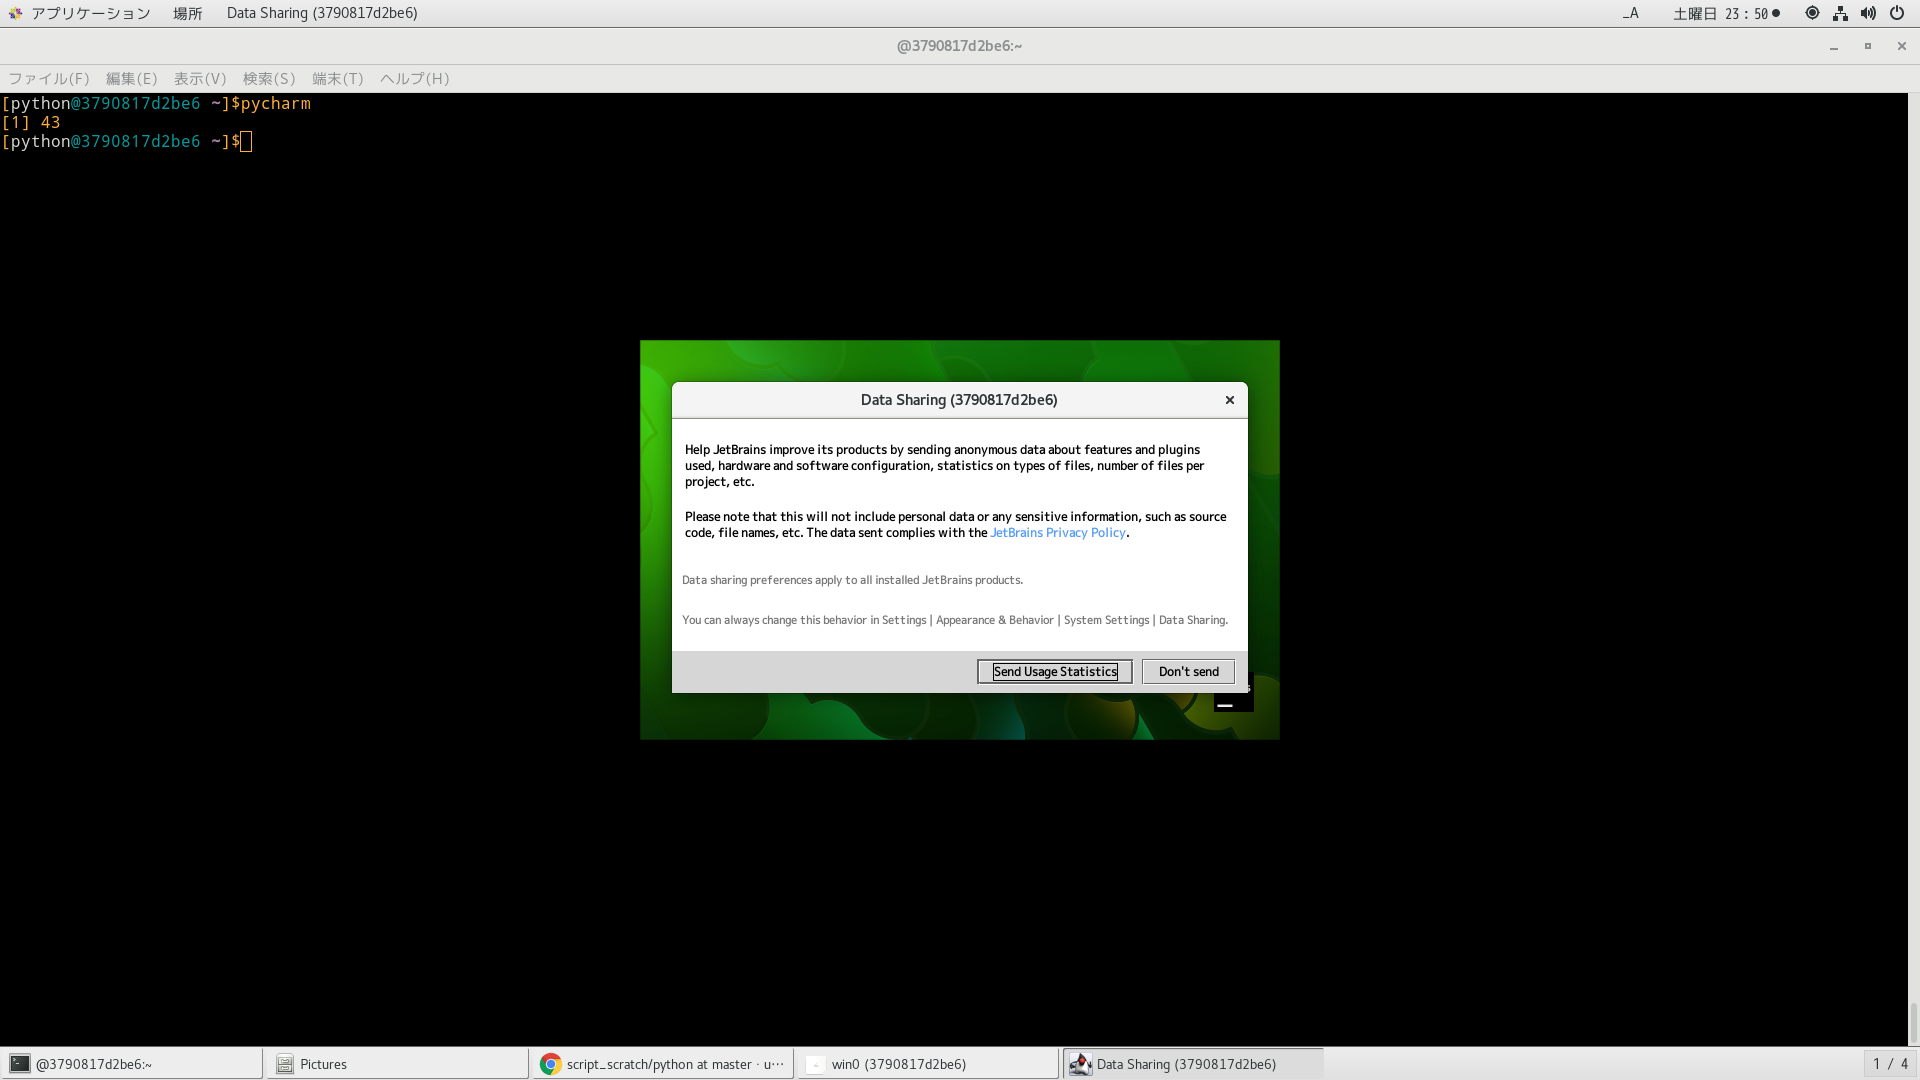 アプリケーション 場所 Data Sharing (3790817d2be6) _A 土曜日 23：50
@3790817d2be6:~
ファイル(F) 編集(E) 表示(V) 検索(S) 端末(T) ヘルプ(H)
[python@3790817d2be6 ~]$pycharm
[1] 43
[python@3790817d2be6 ~]$
Data Sharing (3790817d2be6)
Help JetBrains improve its products by sending anonymous data about features and plugins
used, hardware and software configuration, statistics on types of files, number of files per
project, etc.
Please note that this will not include personal data or any sensitive information, such as source
code, file names, etc. The data sent complies with the JetBrains Privacy Policy.
Data sharing preferences apply to all installed JetBrains products.
You can always change this behavior in Settings | Appearance & Behavior | System Settings | Data Sharing.
Send Usage Statistics Don't send
@3790817d2be6:~ Pictures script_scratch/python at master · u··· win0 (3790817d2be6) Data Sharing (3790817d2be6) 1 / 4